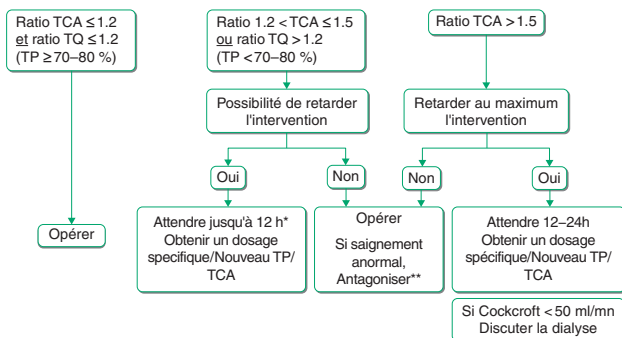 Ratio TCA ≤ 1.2
et ratio TQ ≤ 1.2
(TP ≥ 70–80 %)
Ratio 1.2 < TCA ≤ 1.5
ou ratio TQ > 1.2
(TP < 70–80 %)
Ratio TCA > 1.5
Possibilité de retarder
l'intervention
Retarder au maximum
l'intervention
Oui
Non
Non
Oui
Opérer
Attendre jusqu'à 12 h*
Obtenir un dosage
specifique/Nouveau TP/
TCA
Opérer
Si saignement
anormal,
Antagoniser**
Attendre 12–24h
Obtenir un dosage
spécifique/Nouveau TP/
TCA
Si Cockcroft < 50 ml/mn
Discuter la dialyse